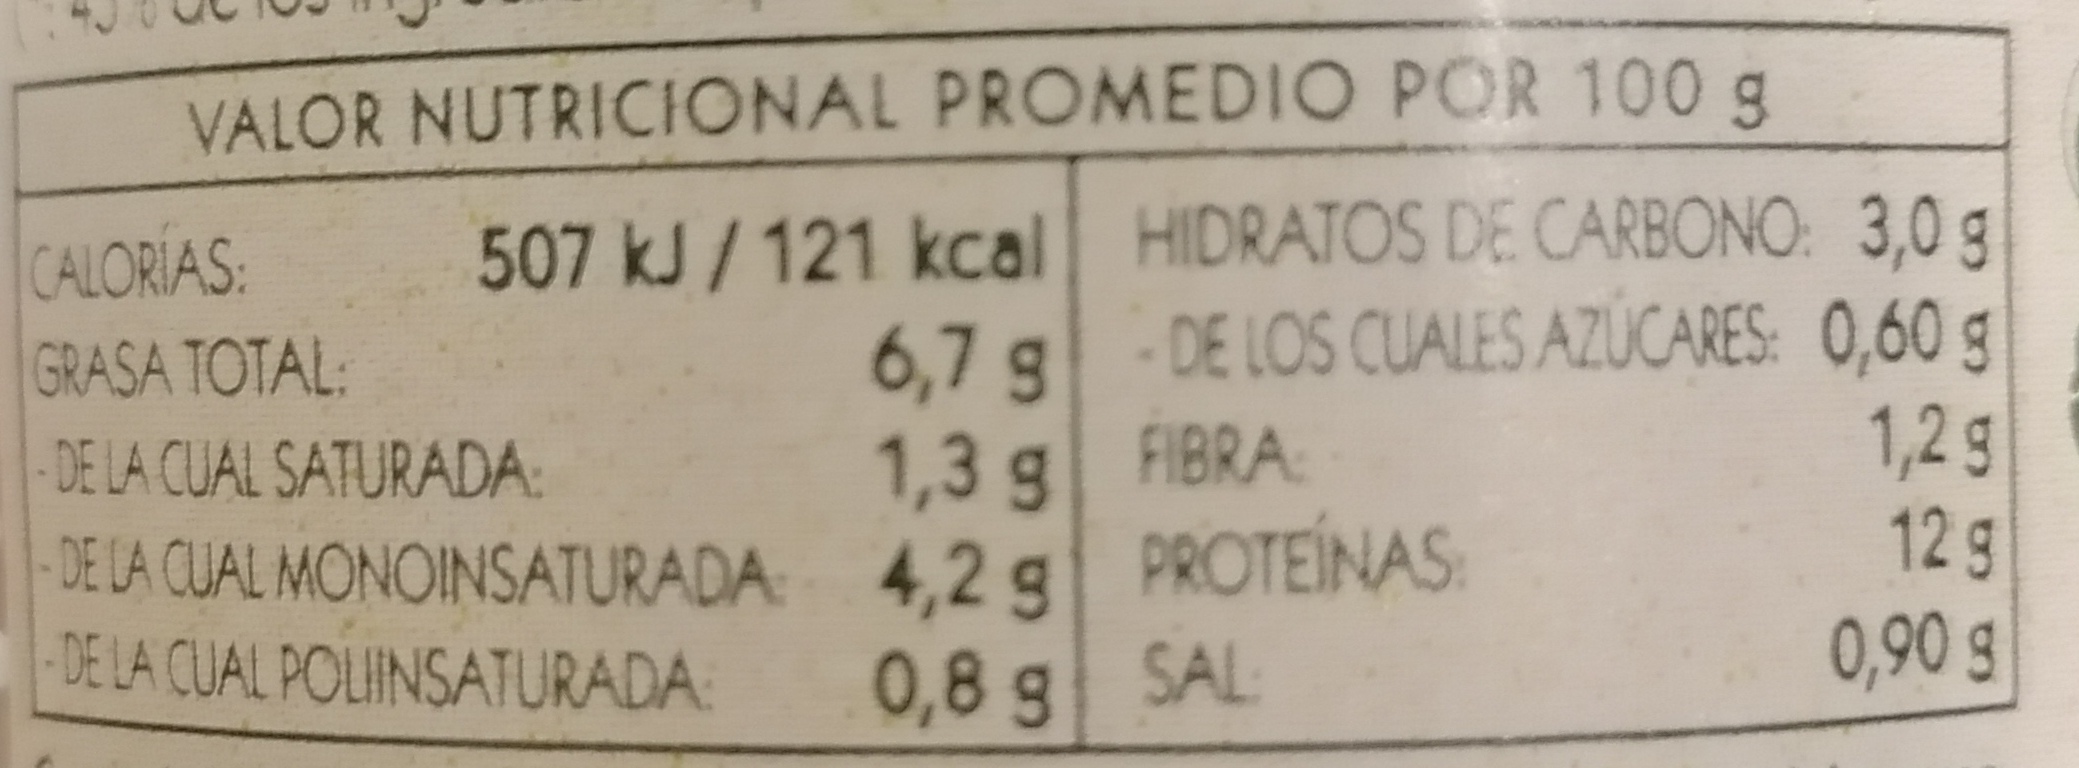 VALOR NUTRICIONAL PROMEDIO POR 100 g
CALORÍAS: 507 kJ / 121 kcal
GRASA TOTAL: 6,7 g
- DE LA CUAL SATURADA: 1,3 g
- DE LA CUAL MONOINSATURADA: 4,2 g
- DE LA CUAL POLIINSATURADA: 0,8 g
HIDRATOS DE CARBONO: 3,0 g
- DE LOS CUALES AZÚCARES: 0,60 g
FIBRA: 1,2 g
PROTEÍNAS: 12 g
SAL: 0,90 g